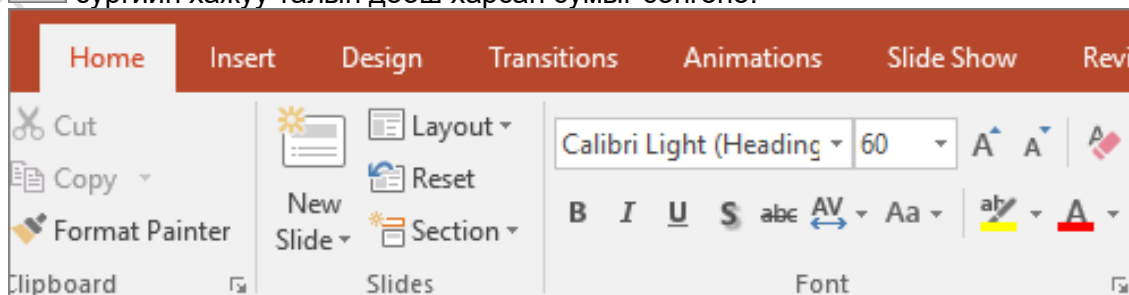 Home Insert Design Transitions Animations Slide Show Revi
Cut
Copy
Format Painter
Clipboard
New
Slide
Layout
Reset
Section
Slides
Calibri Light (Heading 60
B I U S abc AV Aa
Font